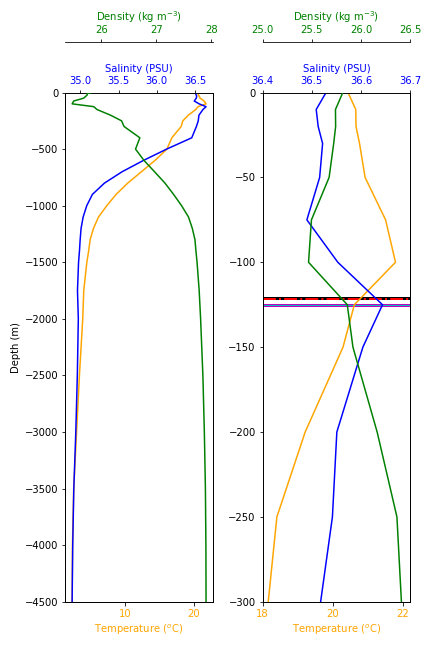 Density (kg m⁻³) Density (kg m⁻³)
26 27 28 25.0 25.5 26.0 26.5
Salinity (PSU) Salinity (PSU)
35.0 35.5 36.0 36.5 36.4 36.5 36.6 36.7
0 0
−500 −50
−1000
−1500 −100
−2000 −150
Depth (m)
−2500
−3000 −200
−3500 −250
−4000
−4500 −300
10 20 18 20 22
Temperature (°C) Temperature (°C)